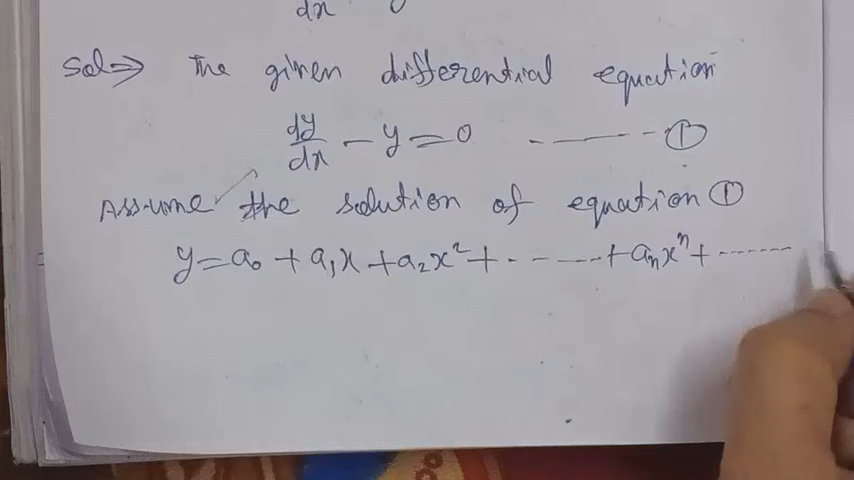 dx
Sol⇒ The given differential equation
dy/dx - y = 0 ------- ①
Assume the solution of equation ①
y = a₀ + a₁x + a₂x² + ------ + aₙxⁿ + -------